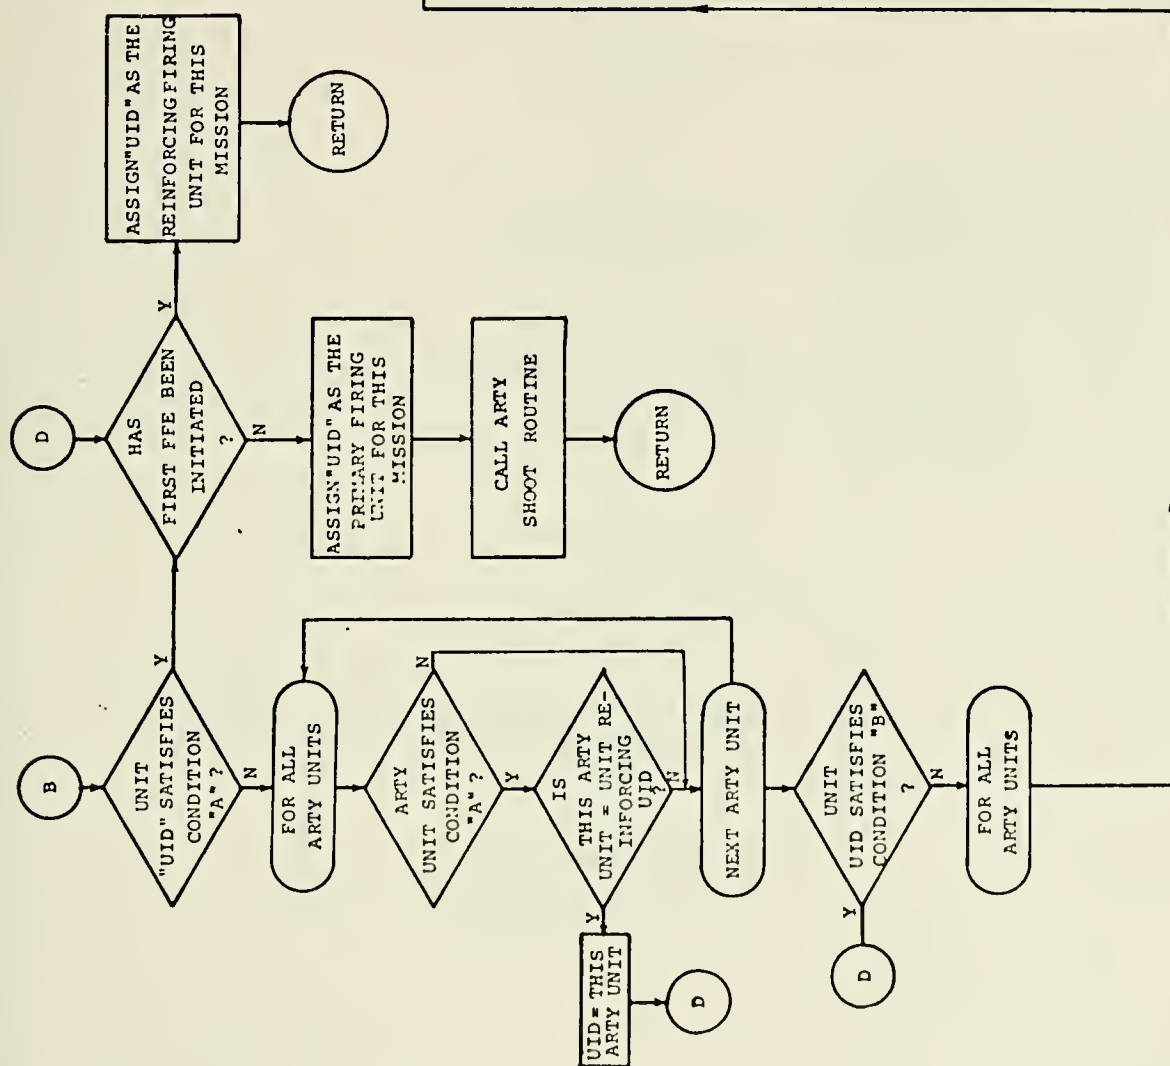 B
UNIT
"UID" SATISFIES
CONDITION
"A" ?
Y
N
FOR ALL
ARTY UNITS
ARTY
UNIT SATISFIES
CONDITION
"A" ?
N
Y
IS
THIS ARTY
UNIT = UNIT RE-
INFORCING
UID
?
N
Y
UID = THIS
ARTY UNIT
D
NEXT ARTY UNIT
UNIT
UID SATISFIES
CONDITION "B"
?
Y
D
N
FOR ALL
ARTY UNITS
D
HAS
FIRST FFE BEEN
INITIATED
?
Y
N
ASSIGN"UID" AS THE
PRIMARY FIRING
UNIT FOR THIS
MISSION
CALL ARTY
SHOOT ROUTINE
RETURN
ASSIGN"UID" AS THE
REINFORCING FIRING
UNIT FOR THIS
MISSION
RETURN